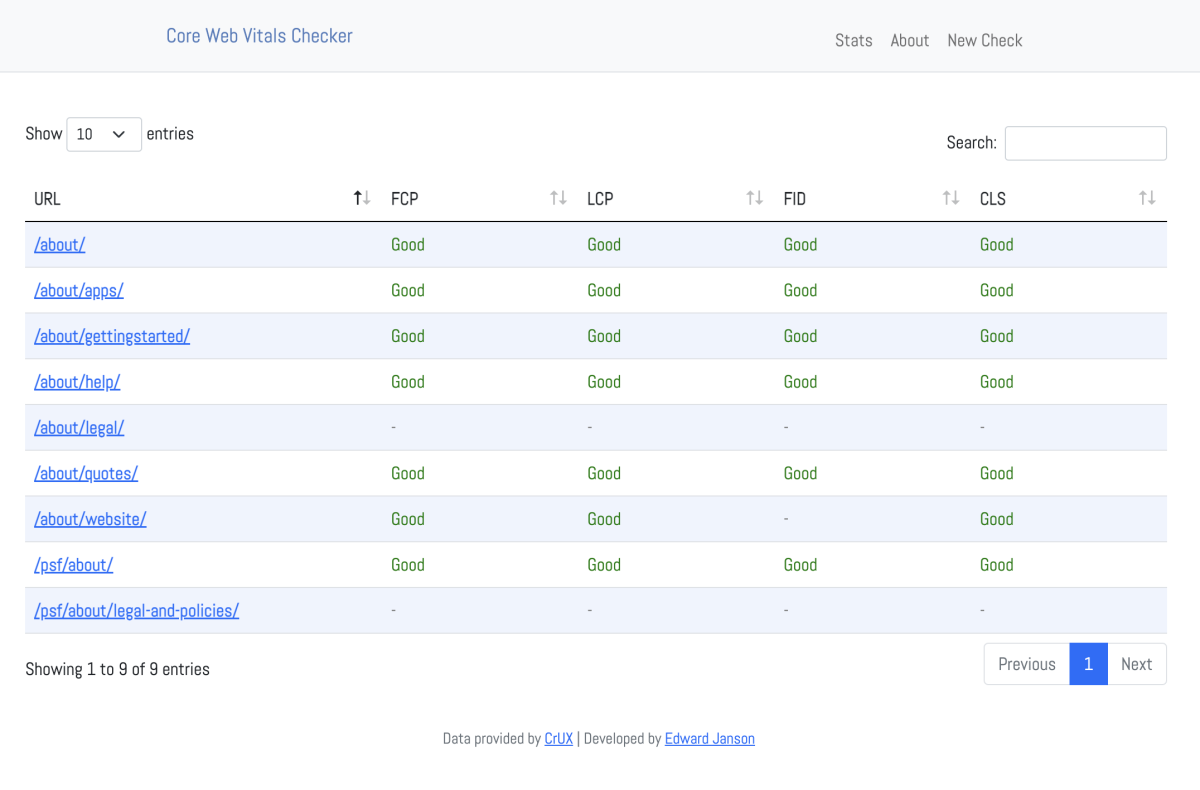 Core Web Vitals Checker
Stats About New Check
Show 10 entries
Search:
URL FCP LCP FID CLS
/about/ Good Good Good Good
/about/apps/ Good Good Good Good
/about/gettingstarted/ Good Good Good Good
/about/help/ Good Good Good Good
/about/legal/ - - - -
/about/quotes/ Good Good Good Good
/about/website/ Good Good - Good
/psf/about/ Good Good Good Good
/psf/about/legal-and-policies/ - - - -
Showing 1 to 9 of 9 entries
Previous 1 Next
Data provided by CrUX | Developed by Edward Janson